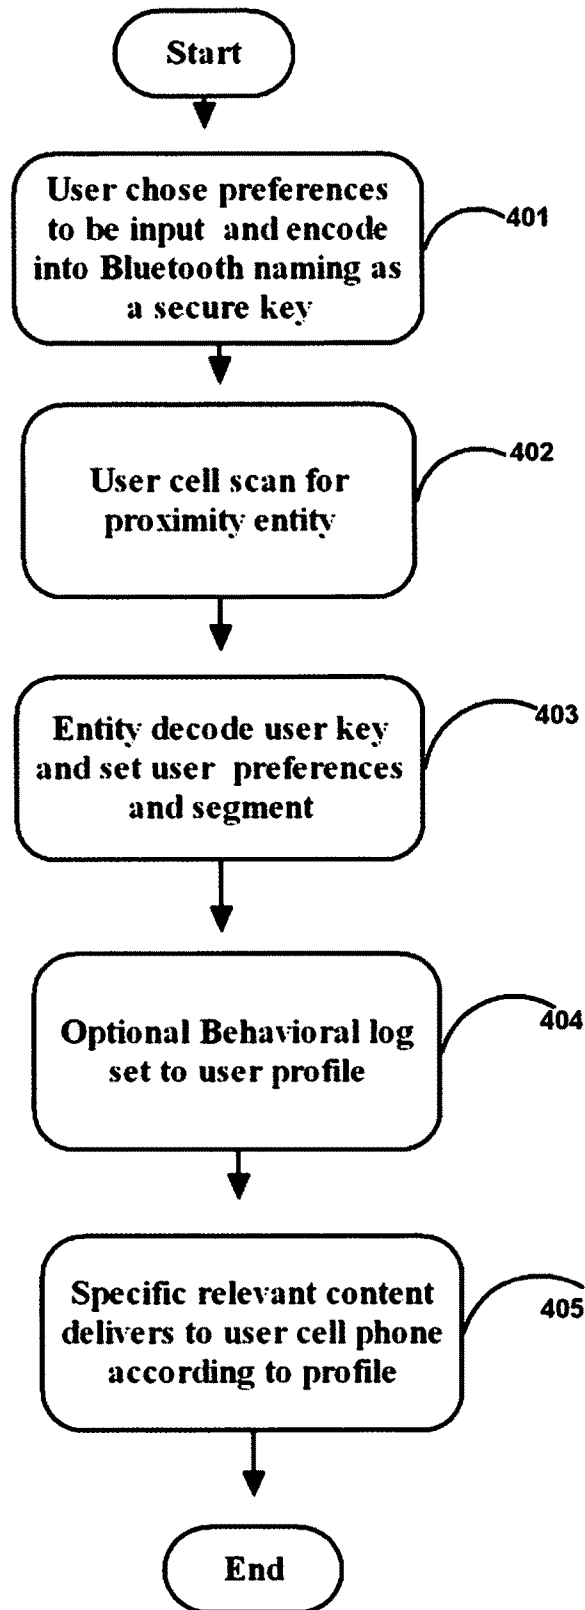 Start
User chose preferences
to be input and encode
into Bluetooth naming as
a secure key
401
User cell scan for
proximity entity
402
Entity decode user key
and set user preferences
and segment
403
Optional Behavioral log
set to user profile
404
Specific relevant content
delivers to user cell phone
according to profile
405
End